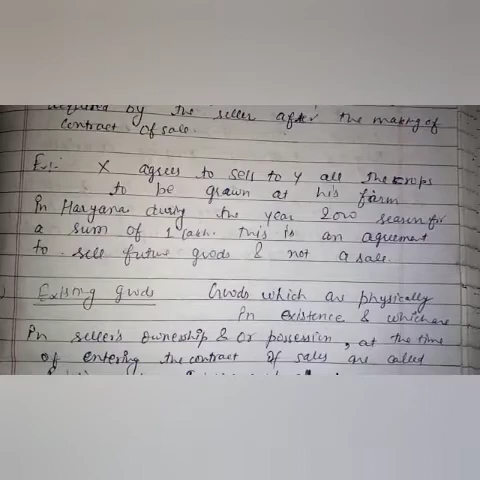 acquired by the seller after the making of
contract of sale.
Ex:- X agrees to sell to Y all the crops
to be grawn at his farm
In Haryana during the year 2000 season for
a sum of 1 lakh. this is an agreement
to sell future goods & not a sale.
Existing goods Goods which are physically
in existence & which are
in seller's ownership & or possession, at the time
of entering the contract of sales are called